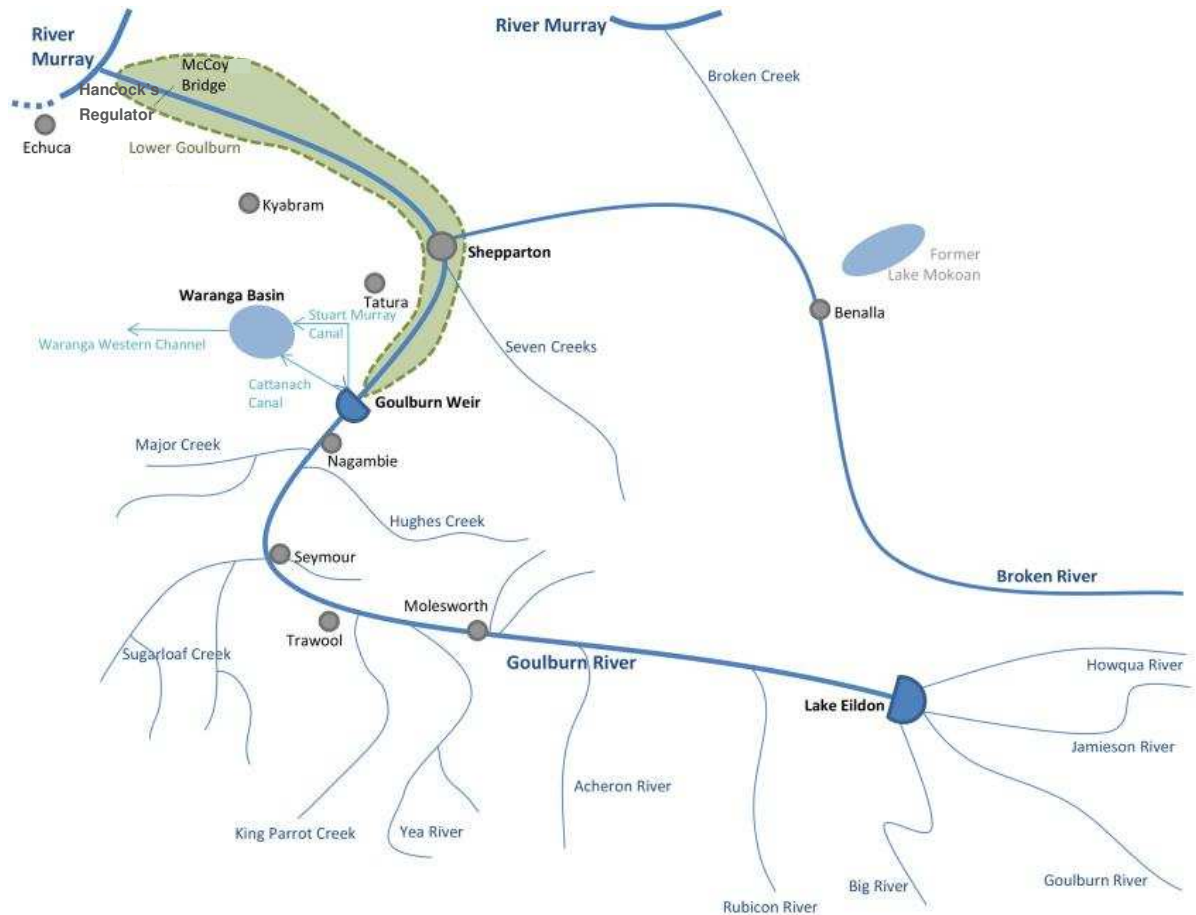 River
Murray
River Murray
McCoy
Bridge
Hancock's
Regulator
Broken Creek
Echuca
Lower Goulburn
Kyabram
Shepparton
Former
Lake Mokoan
Tatura
Waranga Basin
Stuart Murray
Canal
Benalla
Waranga Western Channel
Seven Creeks
Cattanach
Canal
Goulburn Weir
Major Creek
Nagambie
Hughes Creek
Seymour
Broken River
Molesworth
Trawool
Sugarloaf Creek
Goulburn River
Howqua River
Lake Eildon
Jamieson River
Acheron River
King Parrot Creek
Yea River
Big River
Goulburn River
Rubicon River